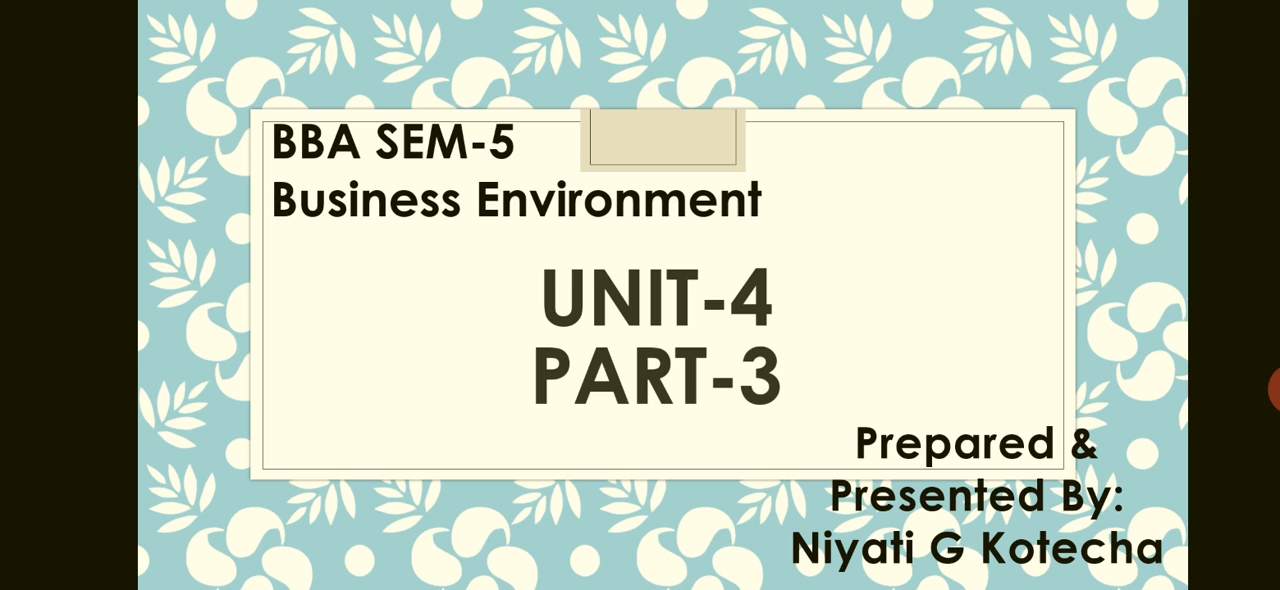 BBA SEM-5
Business Environment
UNIT-4
PART-3
Prepared &
Presented By:
Niyati G Kotecha